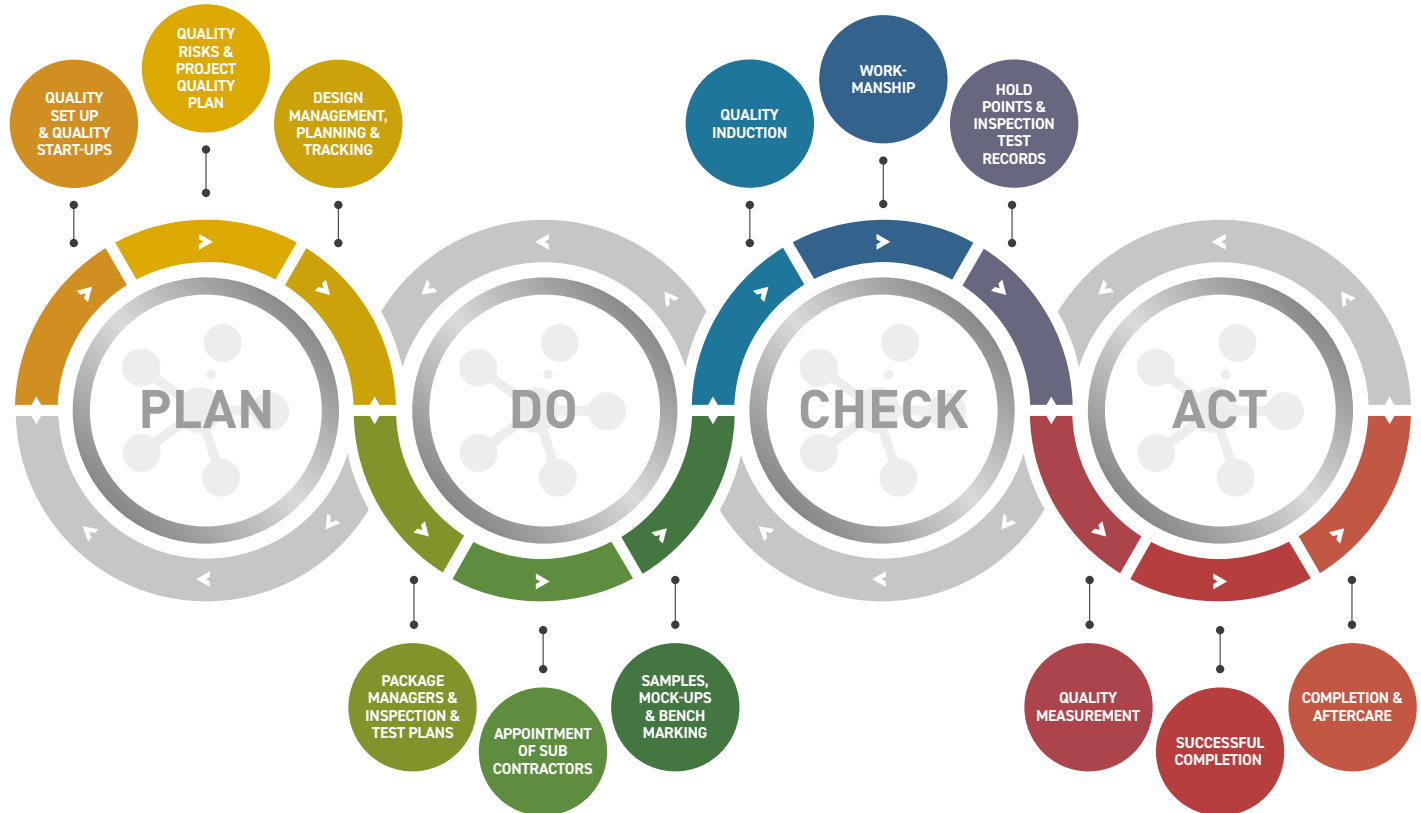 QUALITY
SET UP
& QUALITY
START-UPS
QUALITY
RISKS &
PROJECT
QUALITY
PLAN
DESIGN
MANAGEMENT,
PLANNING &
TRACKING
QUALITY
INDUCTION
WORK-
MANSHIP
HOLD
POINTS &
INSPECTION
TEST
RECORDS
PLAN
DO
CHECK
ACT
PACKAGE
MANAGERS &
INSPECTION &
TEST PLANS
APPOINTMENT
OF SUB
CONTRACTORS
SAMPLES,
MOCK-UPS
& BENCH
MARKING
QUALITY
MEASUREMENT
SUCCESSFUL
COMPLETION
COMPLETION &
AFTERCARE